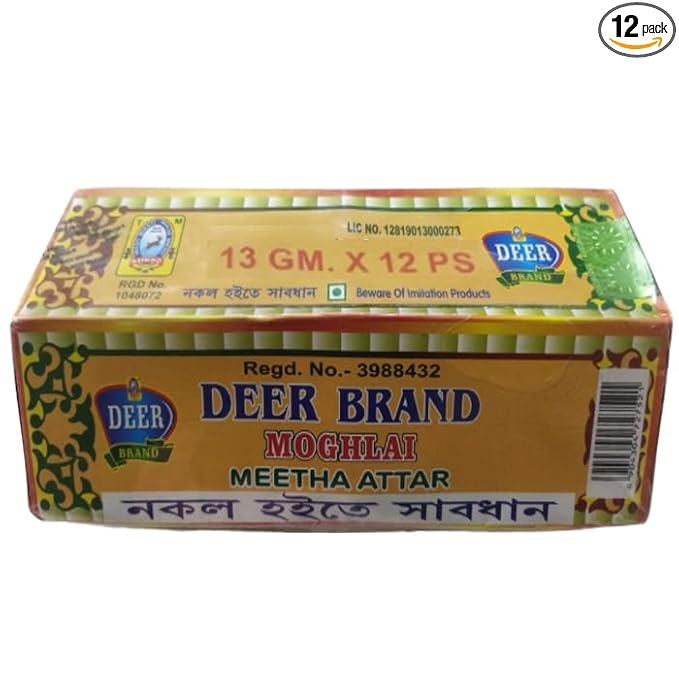 12 pack
LIC NO. 12819013000273
13 GM. X 12 PS
DEER
BRAND
T M
RGD No.
1048072
নকল হইতে সাবধান
Beware Of Imilation Products
Regd. No.- 3988432
DEER BRAND
DEER
BRAND
MOGHLAI
MEETHA ATTAR
নকল হইতে সাবধান